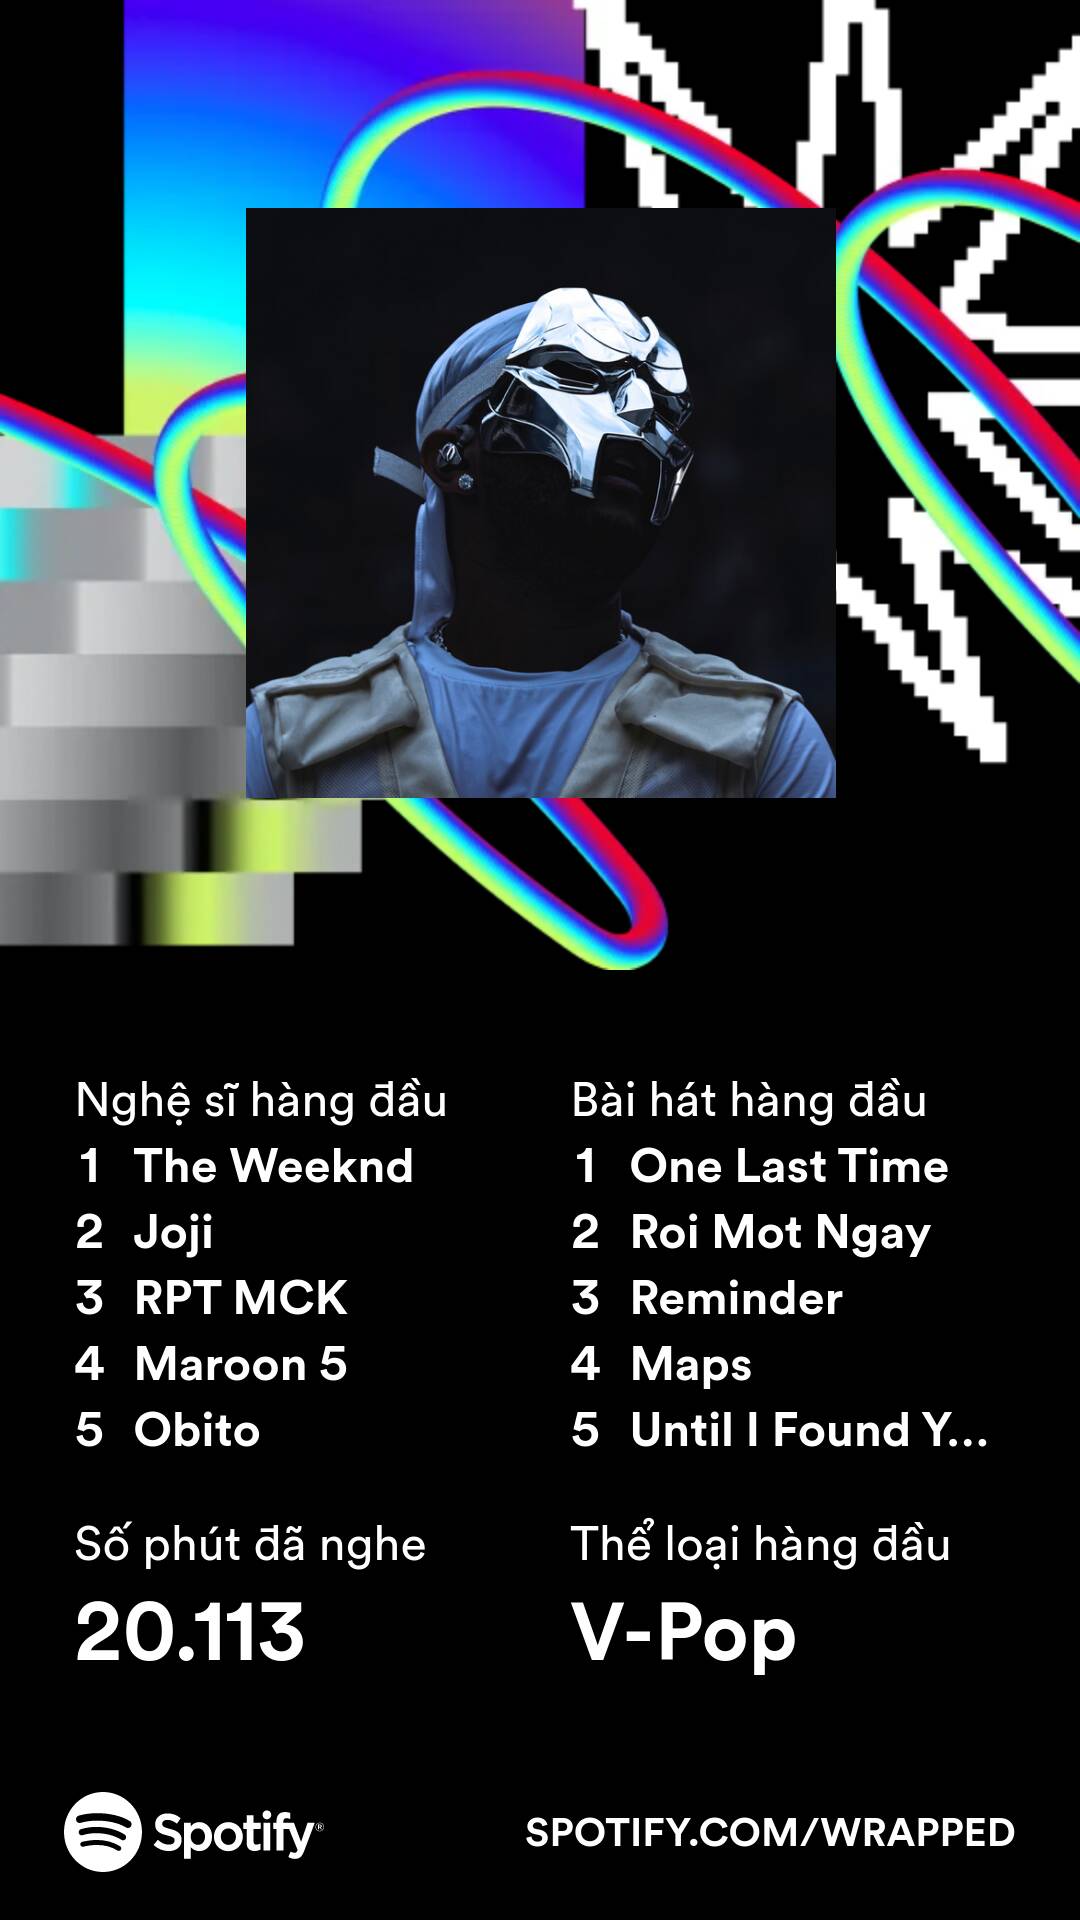 Nghệ sĩ hàng đầu
1 The Weeknd
2 Joji
3 RPT MCK
4 Maroon 5
5 Obito
Bài hát hàng đầu
1 One Last Time
2 Roi Mot Ngay
3 Reminder
4 Maps
5 Until I Found Y...
Số phút đã nghe
20.113
Thể loại hàng đầu
V-Pop
Spotify®
SPOTIFY.COM/WRAPPED